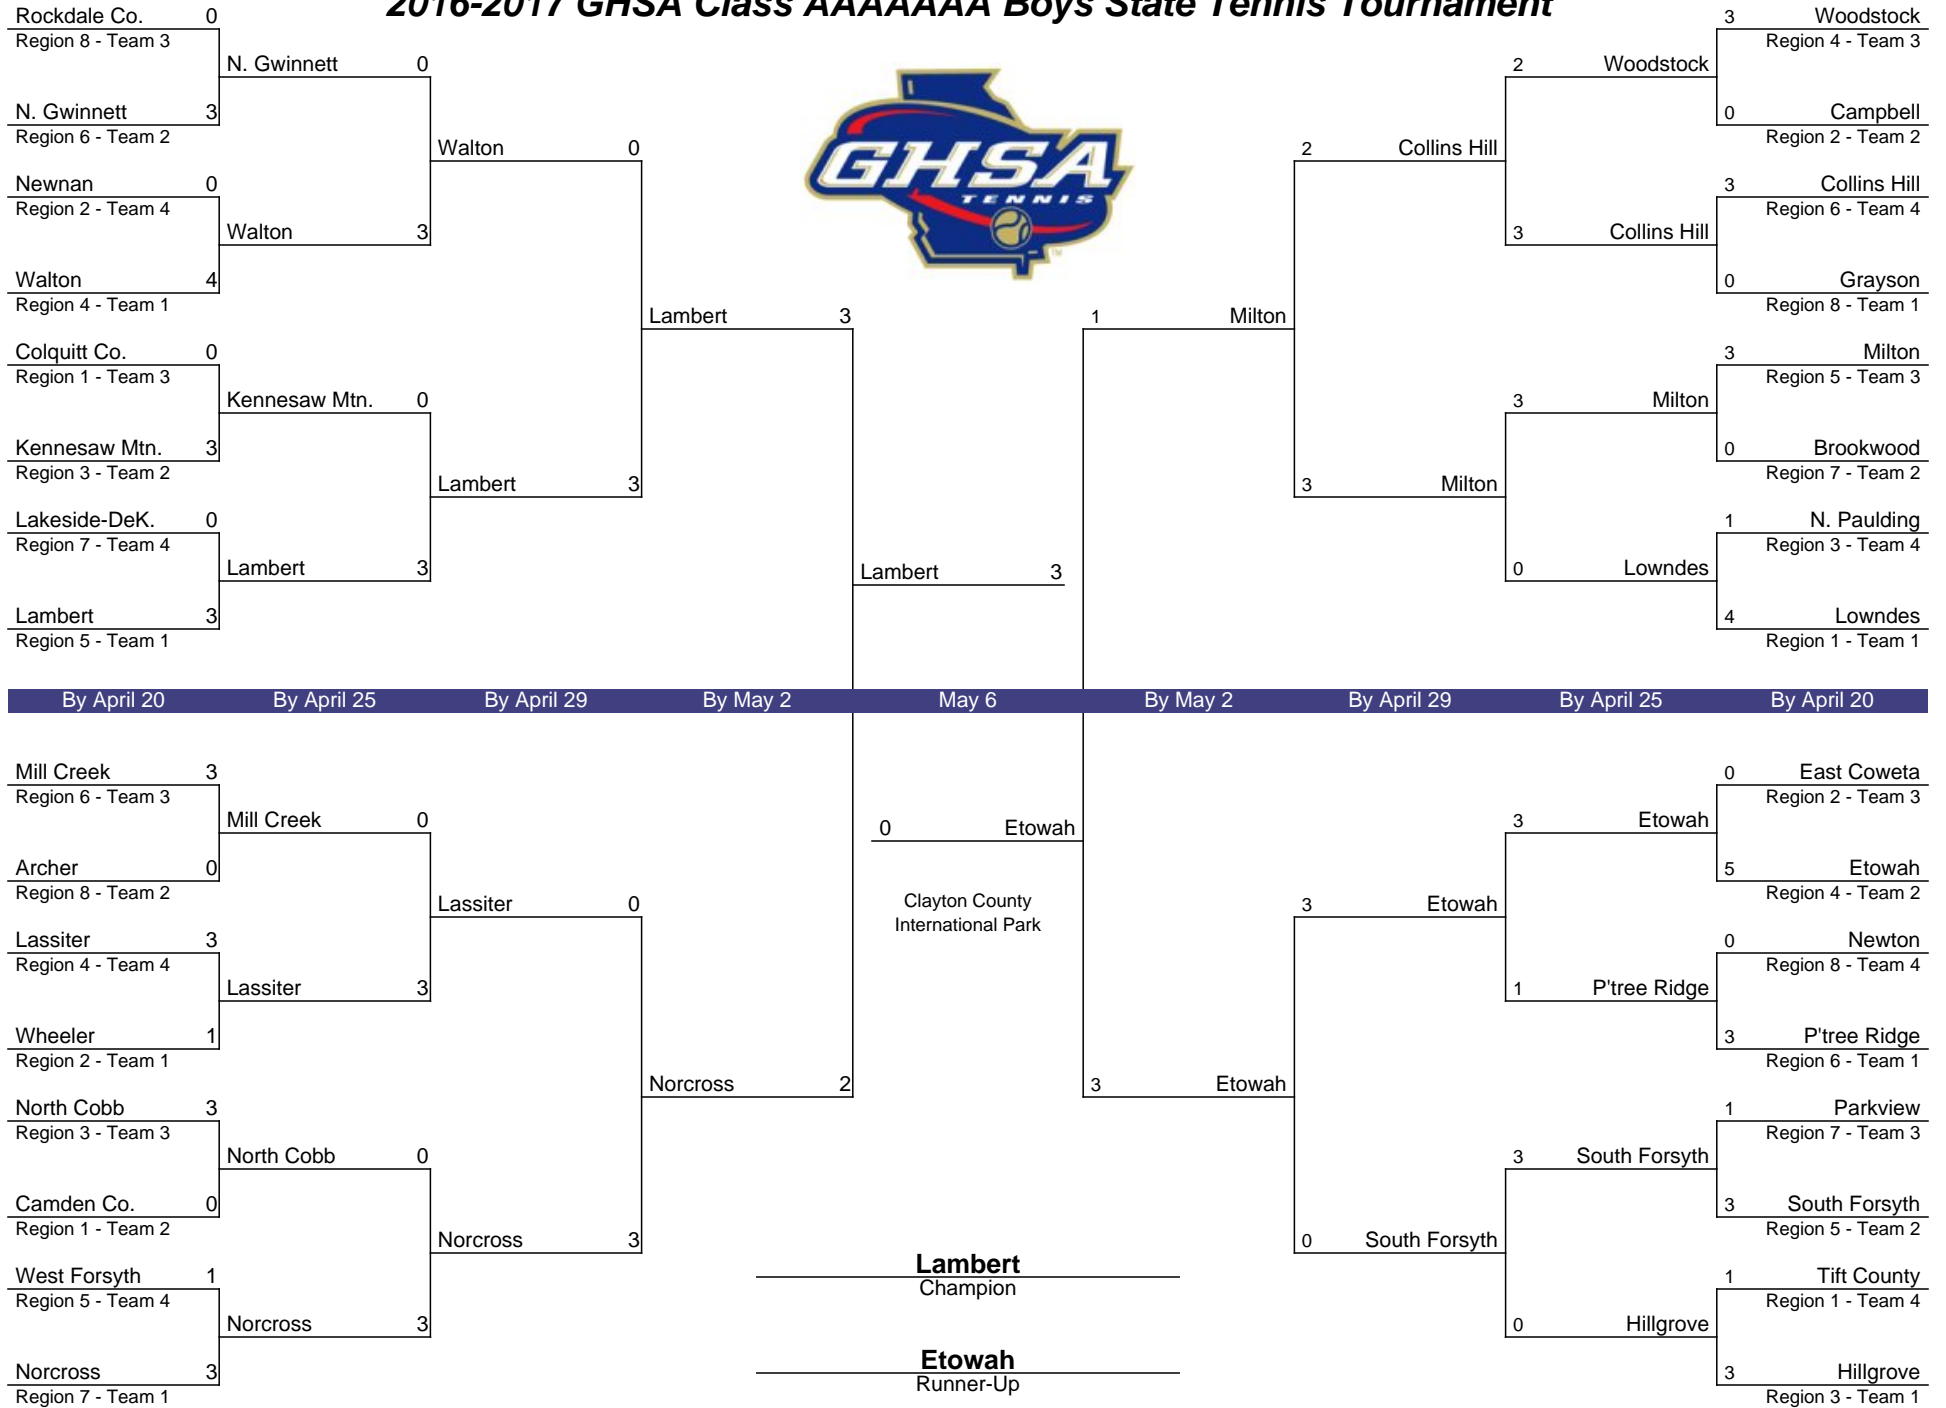 2016-2017 GHSA Class AAAAAAA Boys State Tennis Tournament
Rockdale Co. 0
Region 8 - Team 3
N. Gwinnett 0
N. Gwinnett 3
Region 6 - Team 2
Walton 0
Newnan 0
Region 2 - Team 4
Walton 3
Walton 4
Region 4 - Team 1
Lambert 3
Colquitt Co. 0
Region 1 - Team 3
Kennesaw Mtn. 0
Kennesaw Mtn. 3
Region 3 - Team 2
Lambert 3
Lakeside-DeK. 0
Region 7 - Team 4
Lambert 3
Lambert 3
Region 5 - Team 1
Lambert 3
GHSA
TENNIS
TM
3 Woodstock
Region 4 - Team 3
2 Woodstock
0 Campbell
Region 2 - Team 2
2 Collins Hill
3 Collins Hill
Region 6 - Team 4
3 Collins Hill
0 Grayson
Region 8 - Team 1
1 Milton
3 Milton
Region 5 - Team 3
3 Milton
0 Brookwood
Region 7 - Team 2
3 Milton
1 N. Paulding
Region 3 - Team 4
0 Lowndes
4 Lowndes
Region 1 - Team 1
By April 20 By April 25 By April 29 By May 2 May 6 By May 2 By April 29 By April 25 By April 20
Mill Creek 3
Region 6 - Team 3
Mill Creek 0
Archer 0
Region 8 - Team 2
Lassiter 0
Lassiter 3
Region 4 - Team 4
Lassiter 3
Wheeler 1
Region 2 - Team 1
Norcross 2
North Cobb 3
Region 3 - Team 3
North Cobb 0
Camden Co. 0
Region 1 - Team 2
Norcross 3
West Forsyth 1
Region 5 - Team 4
Norcross 3
Norcross 3
Region 7 - Team 1
0 Etowah
Clayton County
International Park
Lambert
Champion
Etowah
Runner-Up
0 East Coweta
Region 2 - Team 3
3 Etowah
5 Etowah
Region 4 - Team 2
3 Etowah
0 Newton
Region 8 - Team 4
1 P'tree Ridge
3 P'tree Ridge
Region 6 - Team 1
3 Etowah
1 Parkview
Region 7 - Team 3
3 South Forsyth
3 South Forsyth
Region 5 - Team 2
0 South Forsyth
1 Tift County
Region 1 - Team 4
0 Hillgrove
3 Hillgrove
Region 3 - Team 1